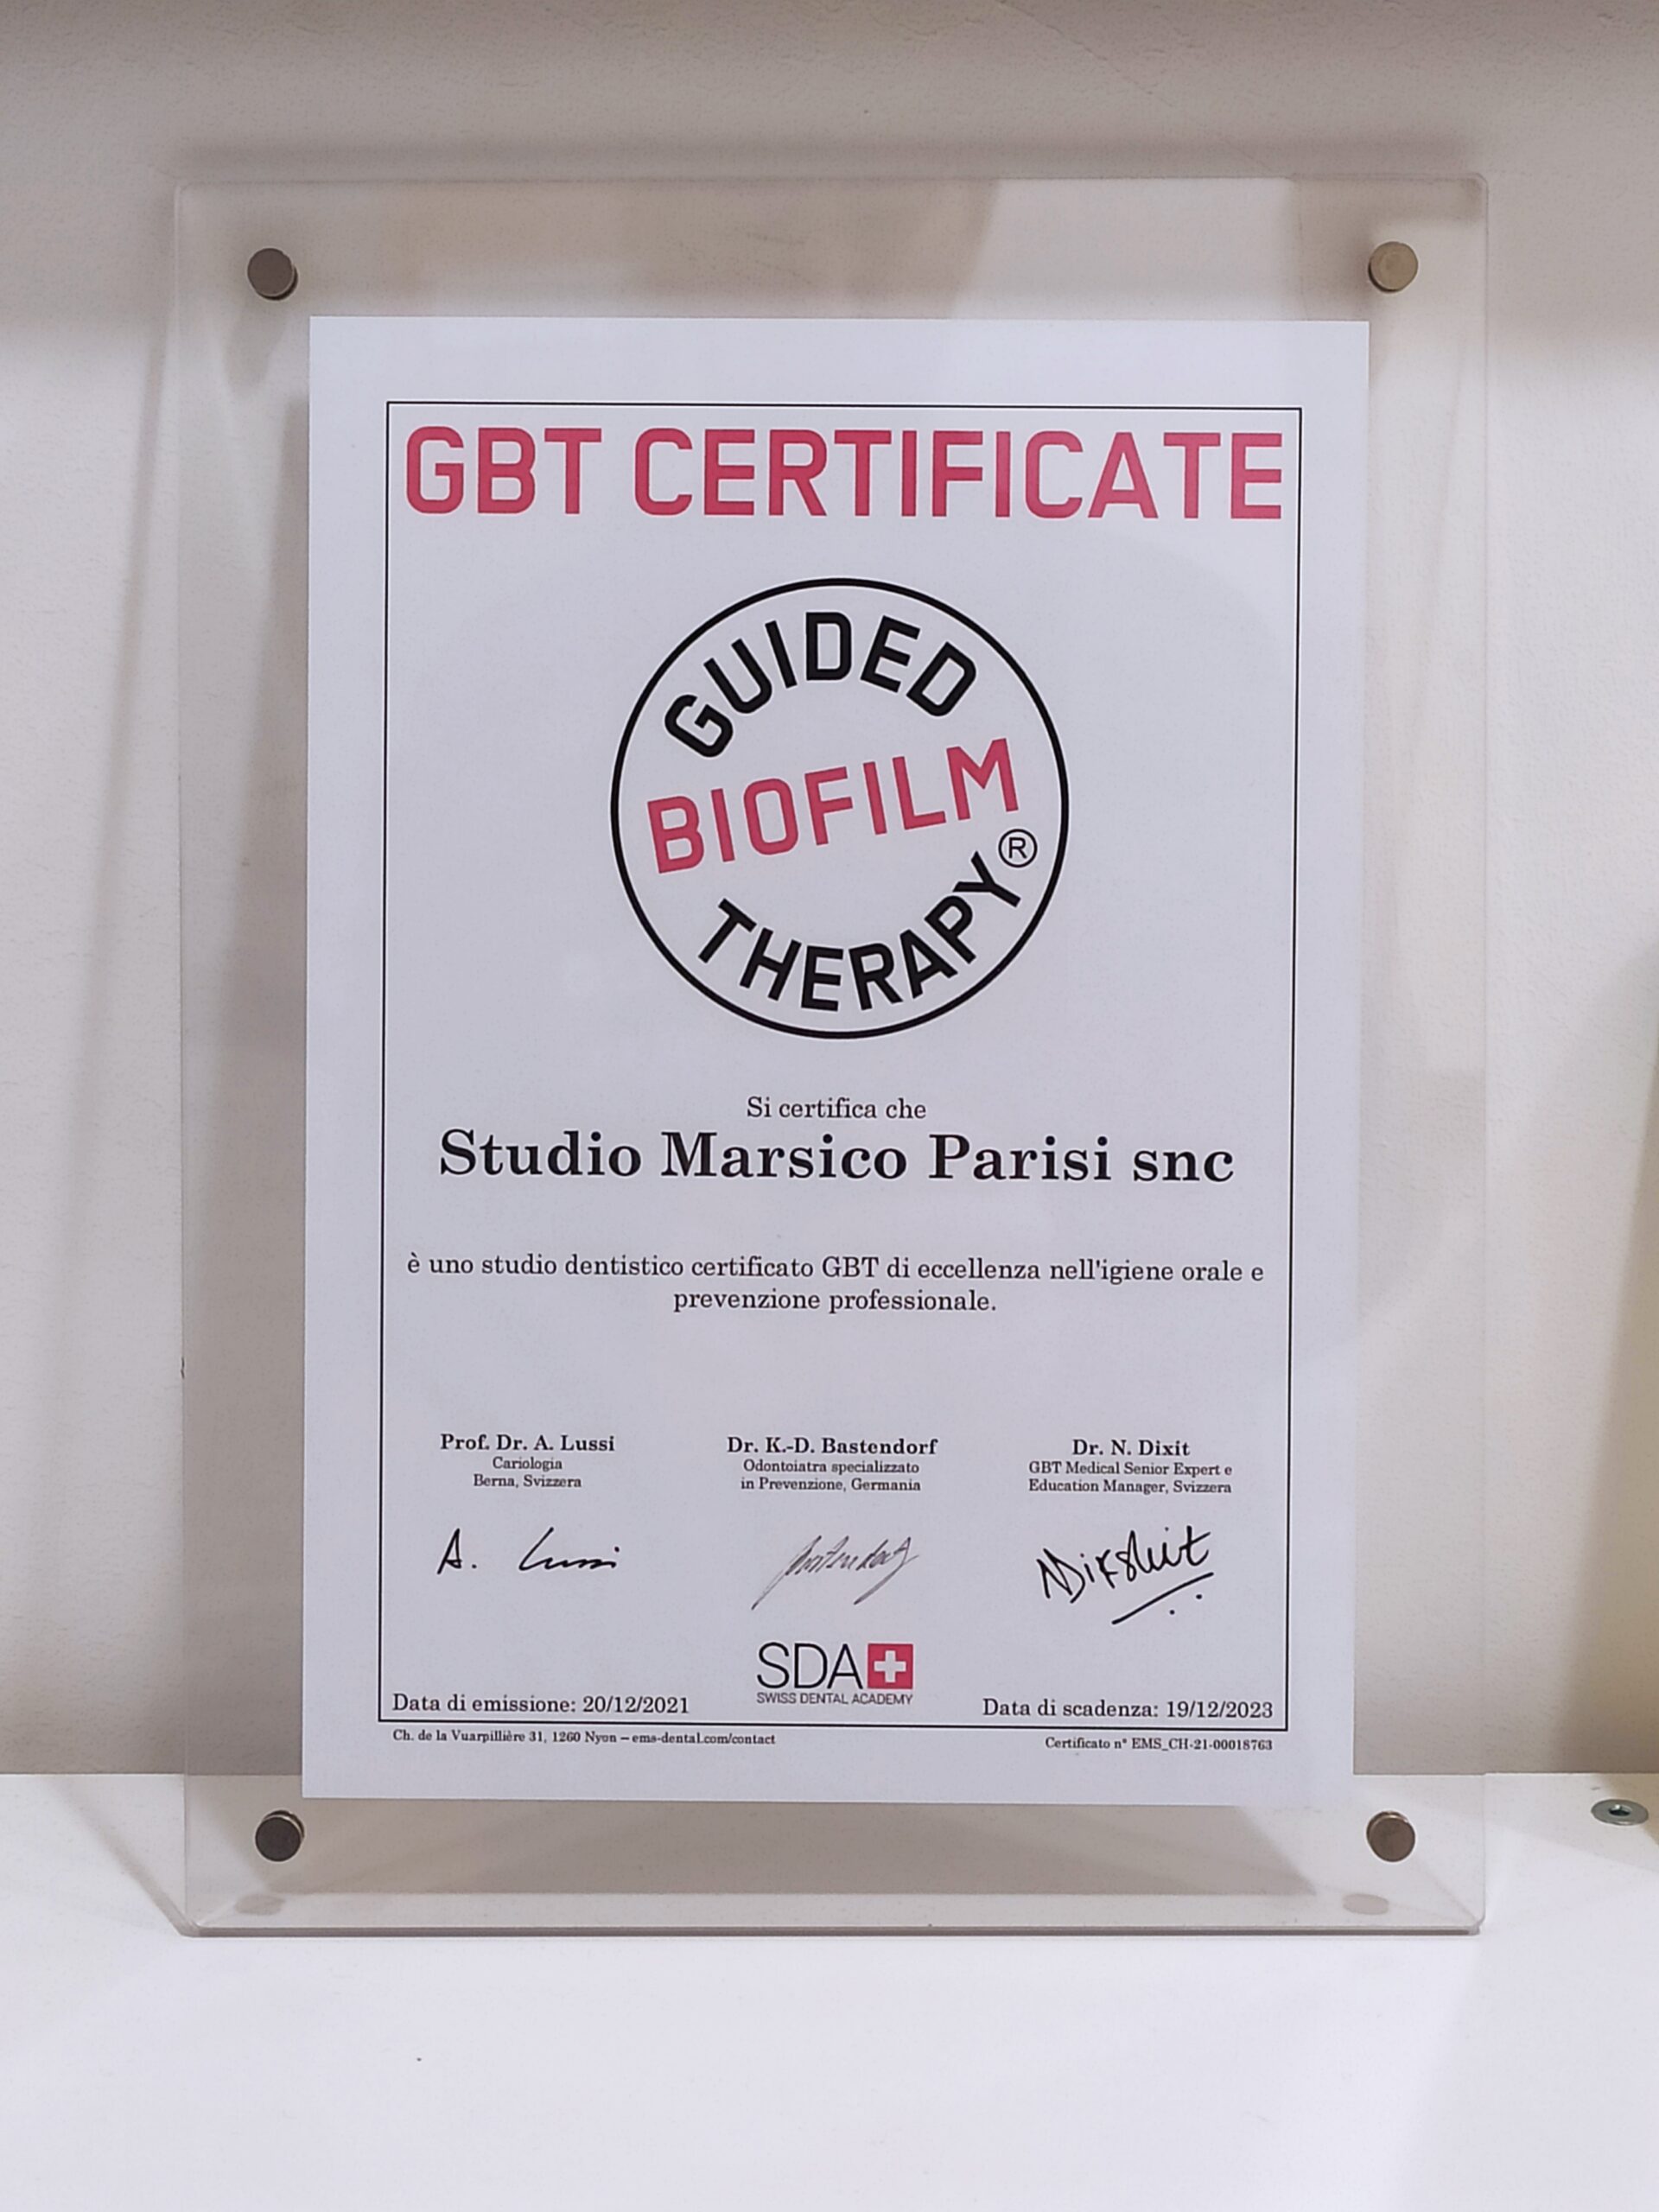 GBT CERTIFICATE
GUIDED
BIOFILM
THERAPY®
Si certifica che
Studio Marsico Parisi snc
è uno studio dentistico certificato GBT di eccellenza nell'igiene orale e
prevenzione professionale.
Prof. Dr. A. Lussi
Cariologia
Berna, Svizzera
A. Lussi
Dr. K.-D. Bastendorf
Odontoiatra specializzato
in Prevenzione, Germania
Dr. N. Dixit
GBT Medical Senior Expert e
Education Manager, Svizzera
SDA
SWISS DENTAL ACADEMY
Data di emissione: 20/12/2021
Data di scadenza: 19/12/2023
Ch. de la Vuarpillière 31, 1260 Nyon – ems-dental.com/contact
Certificato n° EMS_CH-21-00018763